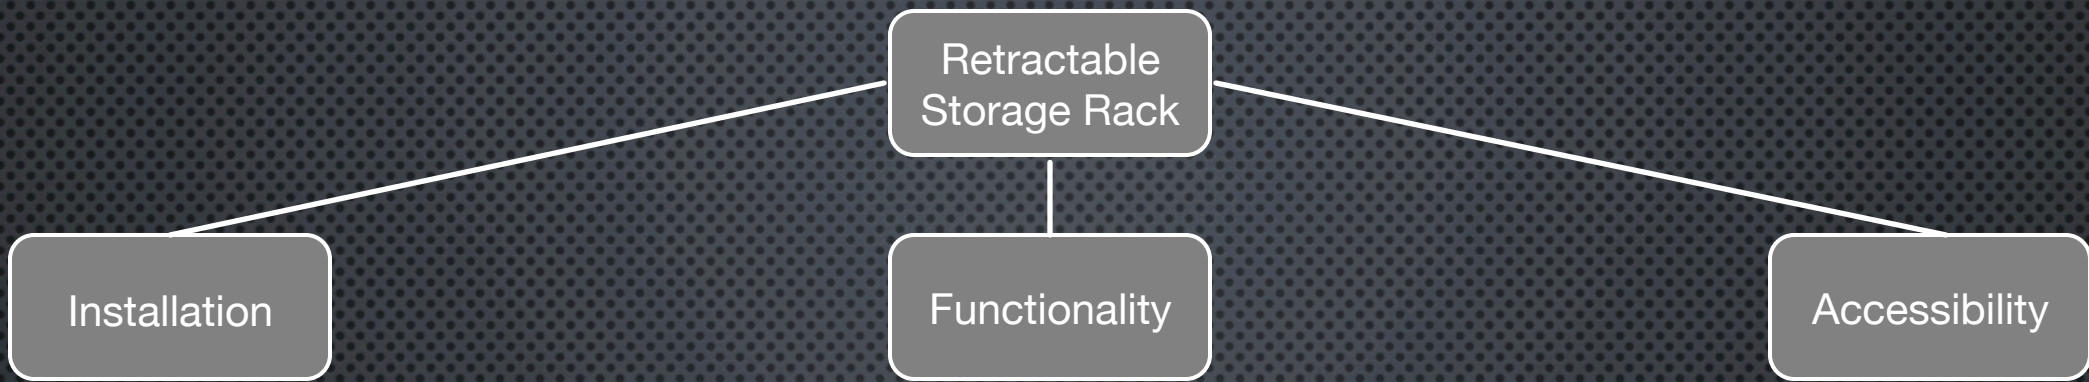 Retractable
Storage Rack
Installation
Functionality
Accessibility